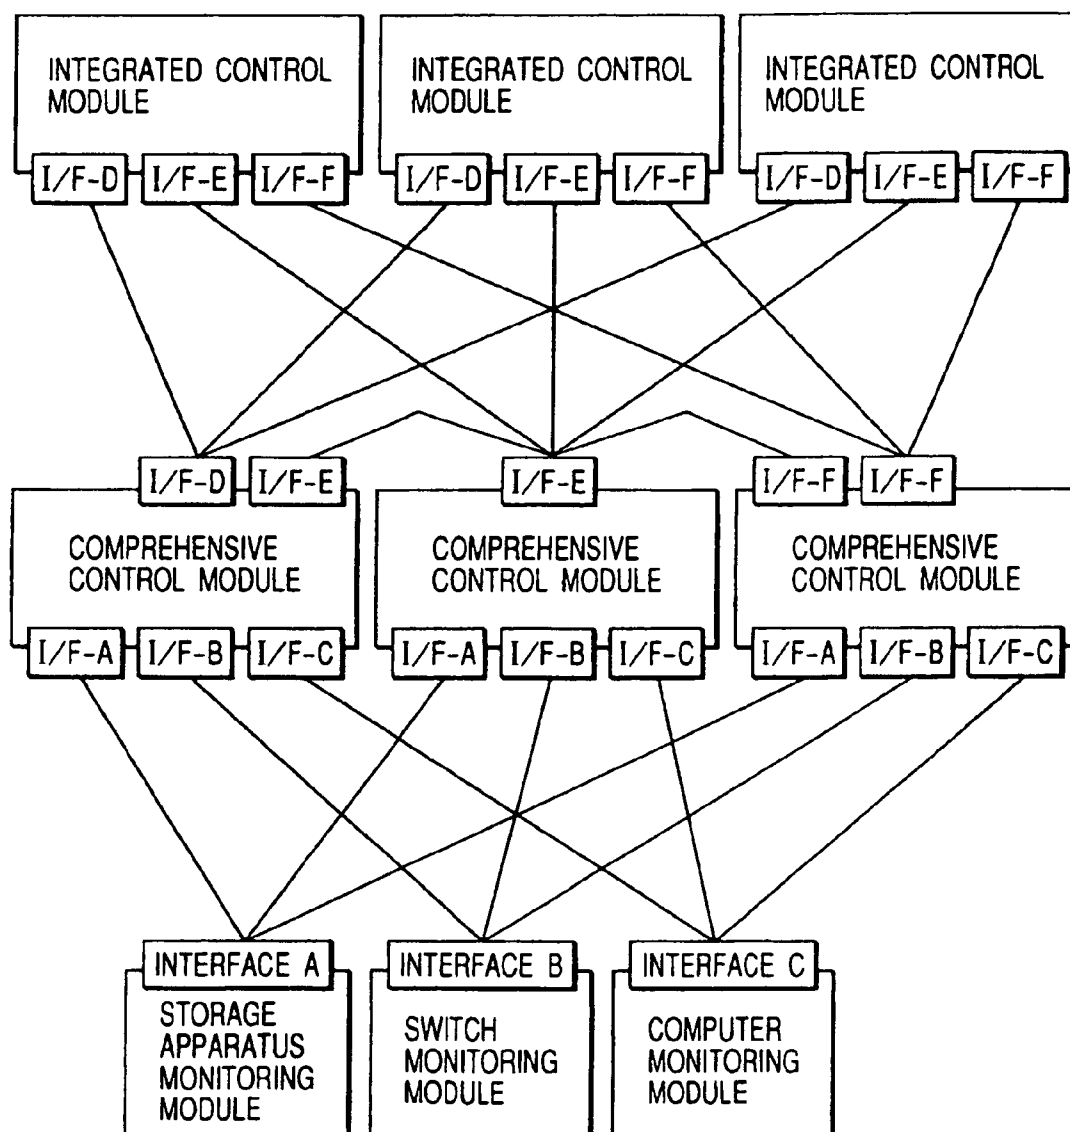 INTEGRATED CONTROL
MODULE
INTEGRATED CONTROL
MODULE
INTEGRATED CONTROL
MODULE
I/F-D
I/F-E
I/F-F
I/F-D
I/F-E
I/F-F
I/F-D
I/F-E
I/F-F
I/F-D
I/F-E
I/F-E
I/F-F
I/F-F
COMPREHENSIVE
CONTROL MODULE
COMPREHENSIVE
CONTROL MODULE
COMPREHENSIVE
CONTROL MODULE
I/F-A
I/F-B
I/F-C
I/F-A
I/F-B
I/F-C
I/F-A
I/F-B
I/F-C
INTERFACE A
STORAGE
APPARATUS
MONITORING
MODULE
INTERFACE B
SWITCH
MONITORING
MODULE
INTERFACE C
COMPUTER
MONITORING
MODULE